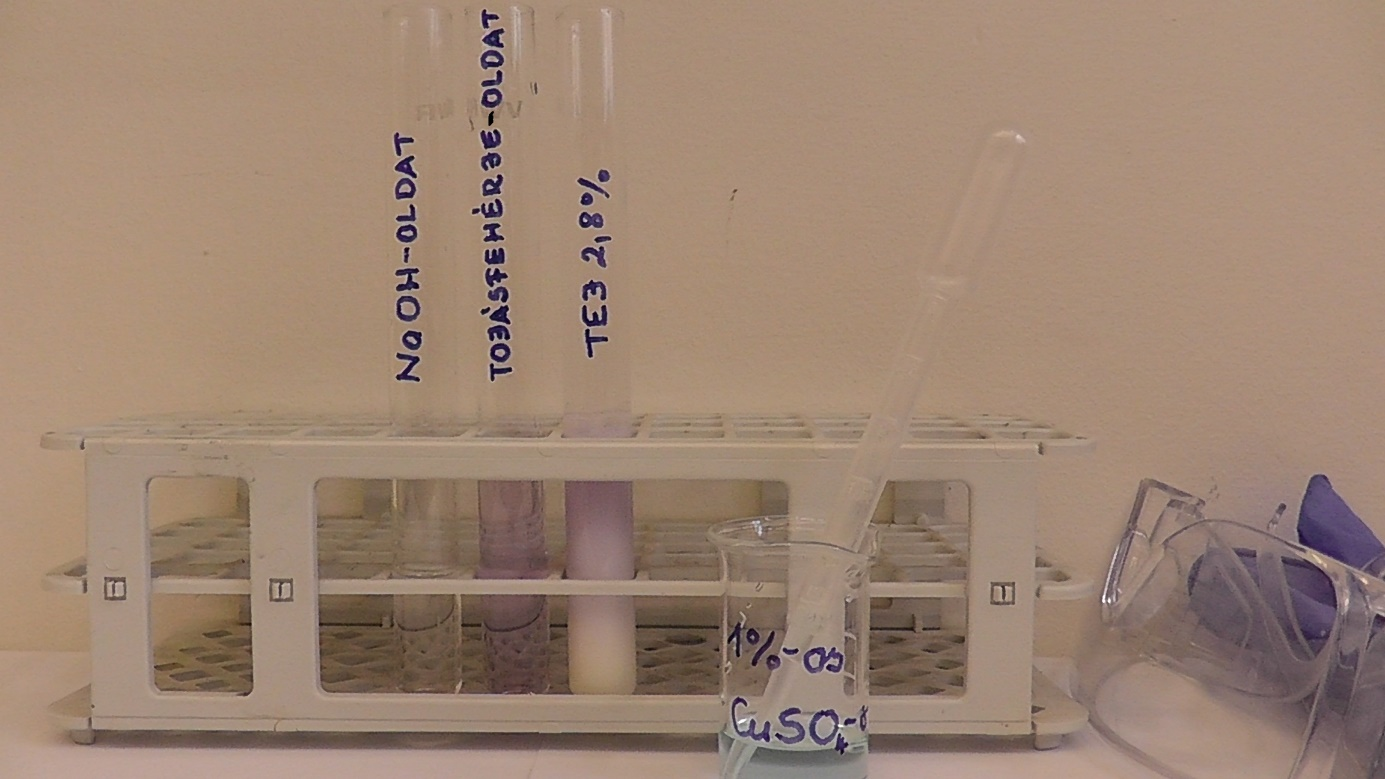 NaOH-OLDAT
TOJÁSFEHÉRJE-OLDAT
TEJ 2,8%
1%-os
CuSO₄-